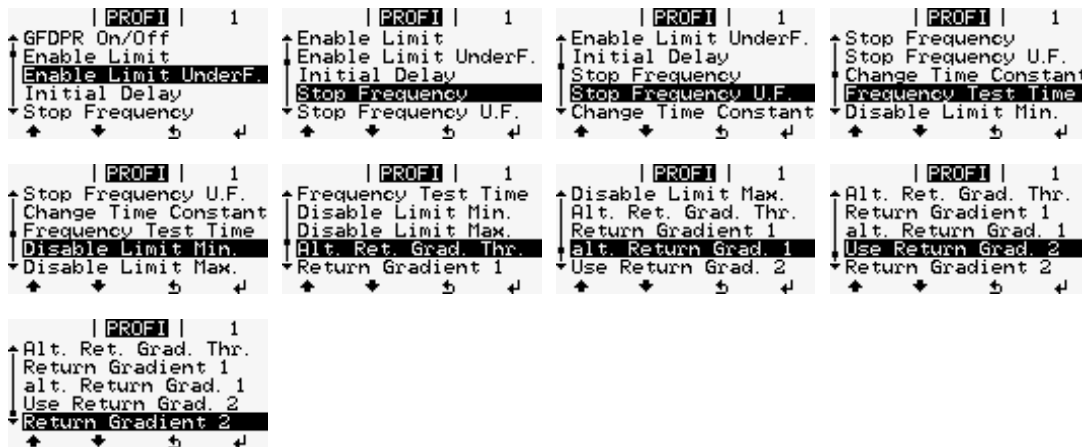 | PROFI | 1
GFDPR On/Off
Enable Limit
Enable Limit UnderF.
Initial Delay
Stop Frequency
| PROFI | 1
Enable Limit
Enable Limit UnderF.
Initial Delay
Stop Frequency
Stop Frequency U.F.
| PROFI | 1
Enable Limit UnderF.
Initial Delay
Stop Frequency
Stop Frequency U.F.
Change Time Constant
| PROFI | 1
Stop Frequency
Stop Frequency U.F.
Change Time Constant
Frequency Test Time
Disable Limit Min.
| PROFI | 1
Stop Frequency U.F.
Change Time Constant
Frequency Test Time
Disable Limit Min.
Disable Limit Max.
| PROFI | 1
Frequency Test Time
Disable Limit Min.
Disable Limit Max.
Alt. Ret. Grad. Thr.
Return Gradient 1
| PROFI | 1
Disable Limit Max.
Alt. Ret. Grad. Thr.
Return Gradient 1
alt. Return Grad. 1
Use Return Grad. 2
| PROFI | 1
Alt. Ret. Grad. Thr.
Return Gradient 1
alt. Return Grad. 1
Use Return Grad. 2
Return Gradient 2
| PROFI | 1
Alt. Ret. Grad. Thr.
Return Gradient 1
alt. Return Grad. 1
Use Return Grad. 2
Return Gradient 2